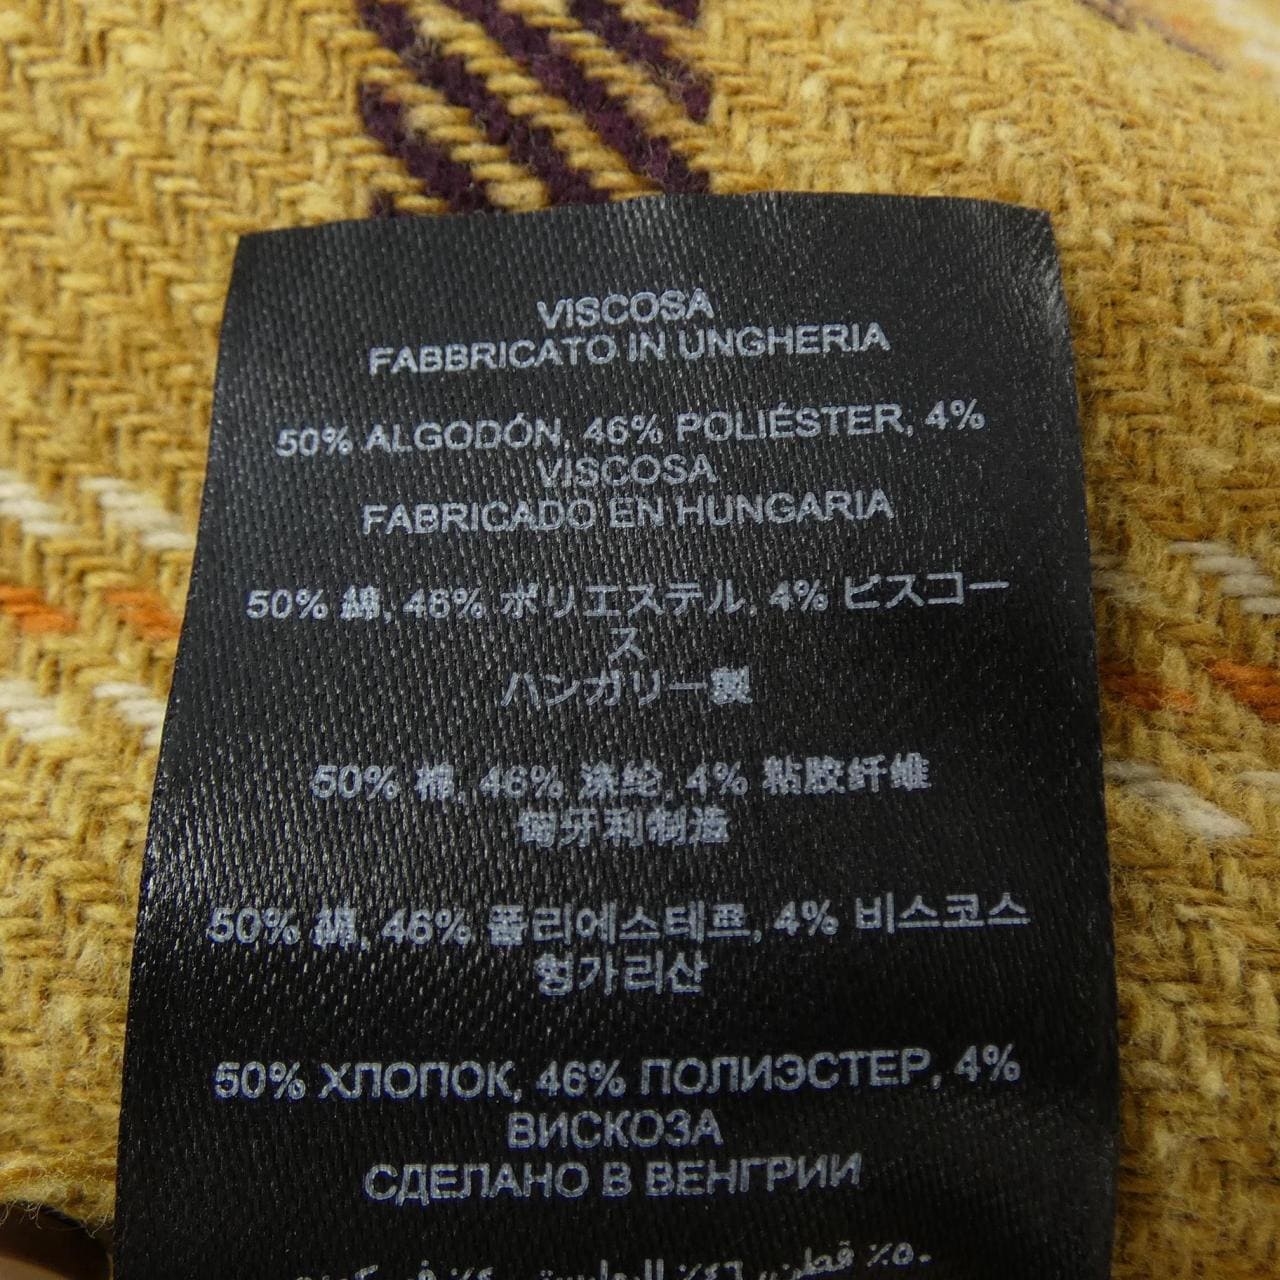 VISCOSA
FABBRICATO IN UNGHERIA
50% ALGODÓN, 46% POLIÉSTER, 4%
VISCOSA
FABRICADO EN HUNGARIA
50% 綿, 46% ポリエステル, 4% ビスコー
ス
ハンガリー製
50% 棉, 46% 涤纶, 4% 粘胶纤维
匈牙利制造
50% 綿, 46% 폴리에스테르, 4% 비스코스
헝가리산
50% ХЛОПОК, 46% ПОЛИЭСТЕР, 4%
ВИСКОЗА
СДЕЛАНО В ВЕНГРИИ
٥٠٪ قطن, ٤٦٪